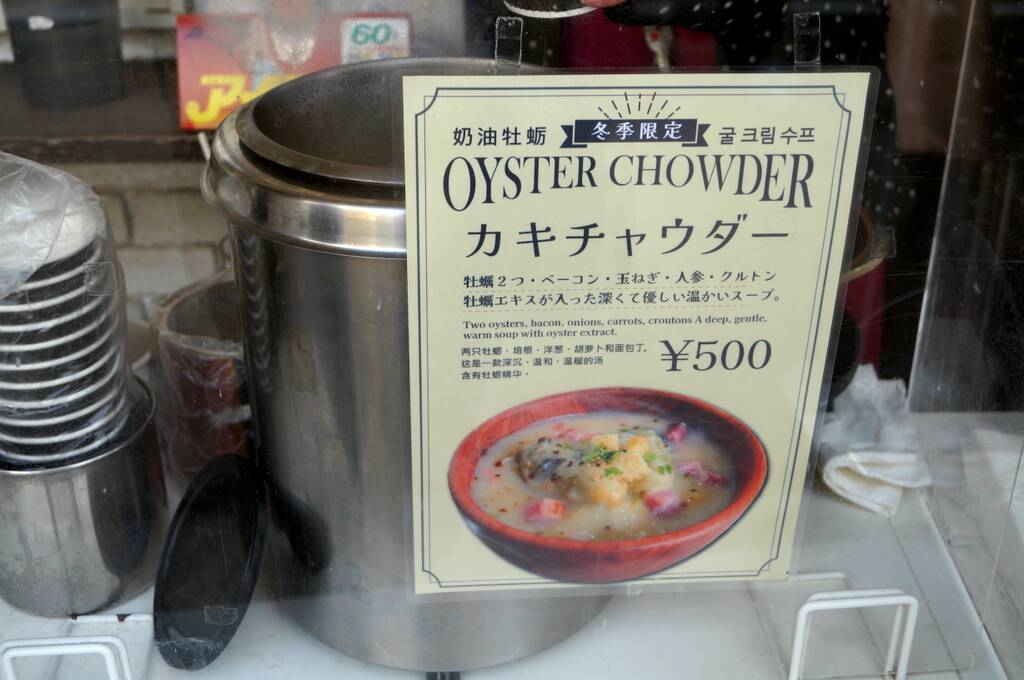 60
アイ
奶油牡蛎 冬季限定 굴크림수프
OYSTER CHOWDER
カキチャウダー
牡蠣2つ・ベーコン・玉ねぎ・人参・クルトン
牡蠣エキスが入った深くて優しい温かいスープ。
Two oysters, bacon, onions, carrots, croutons A deep, gentle,
warm soup with oyster extract.
两只牡蛎・培根・洋葱・胡萝卜和面包丁。
这是一款深沉・温和・温暖的汤
含有牡蛎精华。
¥500